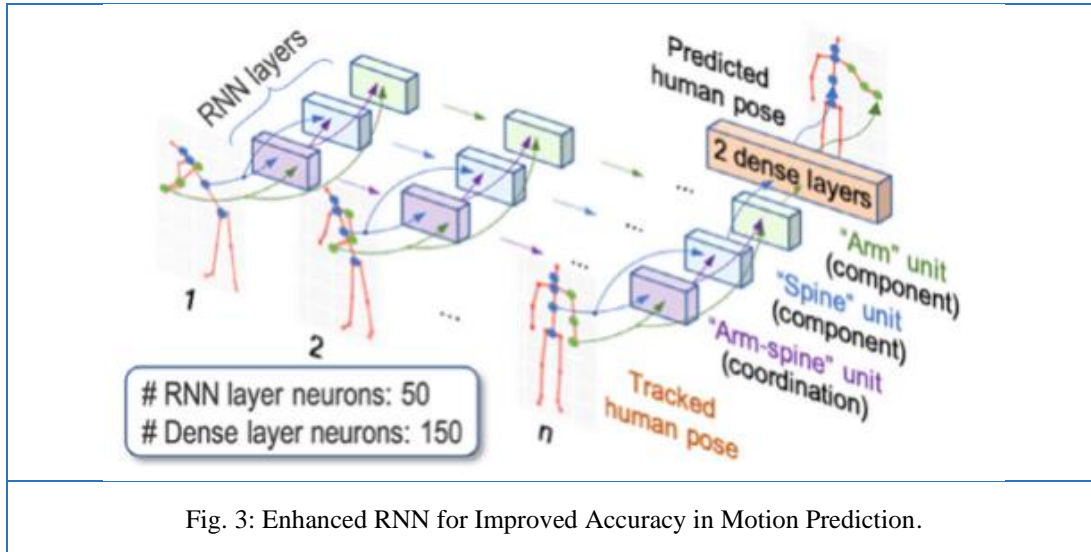 RNN layers
Predicted
human pose
2 dense layers
"Arm" unit
(component)
"Spine" unit
(component)
"Arm-spine" unit
(coordination)
Tracked
human pose
1
2
...
n
...
...
...
# RNN layer neurons: 50
# Dense layer neurons: 150
Fig. 3: Enhanced RNN for Improved Accuracy in Motion Prediction.